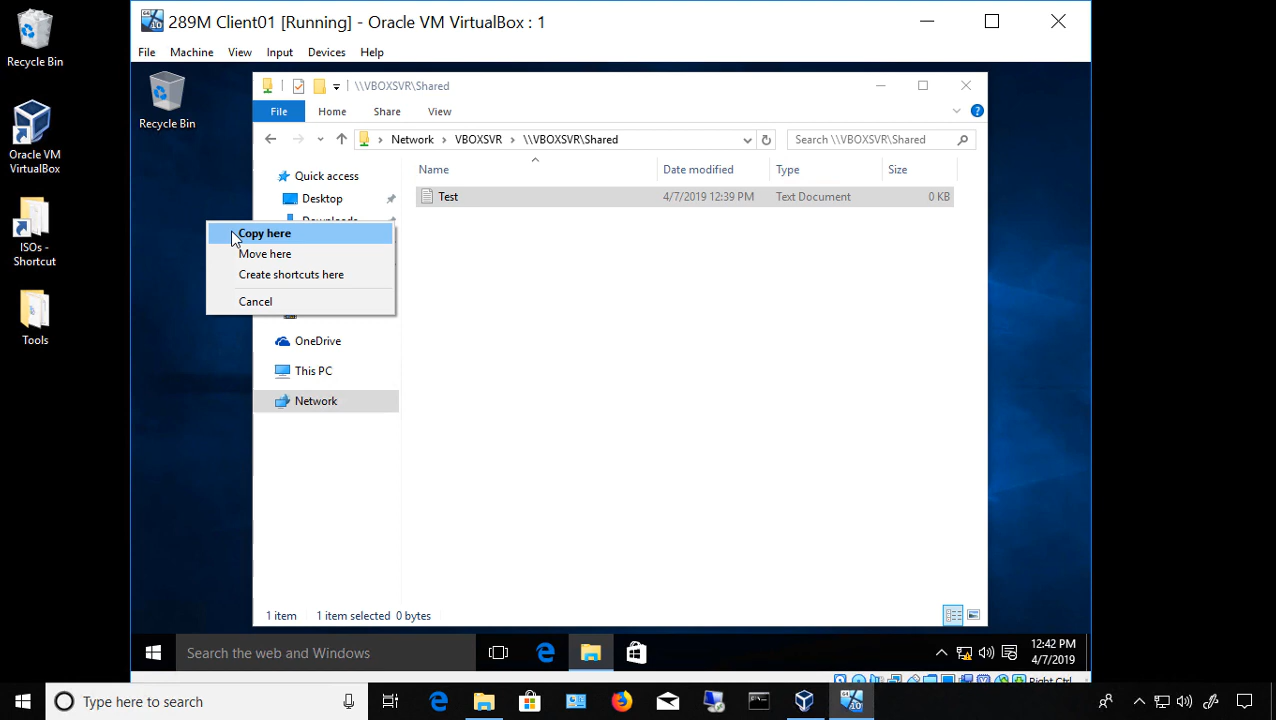 Recycle Bin
Oracle VM
VirtualBox
ISOs -
Shortcut
Tools
289M Client01 [Running] - Oracle VM VirtualBox : 1
File Machine View Input Devices Help
Recycle Bin
\\VBOXSVR\Shared
File Home Share View
Network VBOXSVR \\VBOXSVR\Shared
Search \\VBOXSVR\Shared
Name Date modified Type Size
Quick access
Desktop
Downloads
Test 4/7/2019 12:39 PM Text Document 0 KB
Copy here
Move here
Create shortcuts here
Cancel
OneDrive
This PC
Network
1 item 1 item selected 0 bytes
Search the web and Windows
12:42 PM
4/7/2019
Right Ctrl
Type here to search